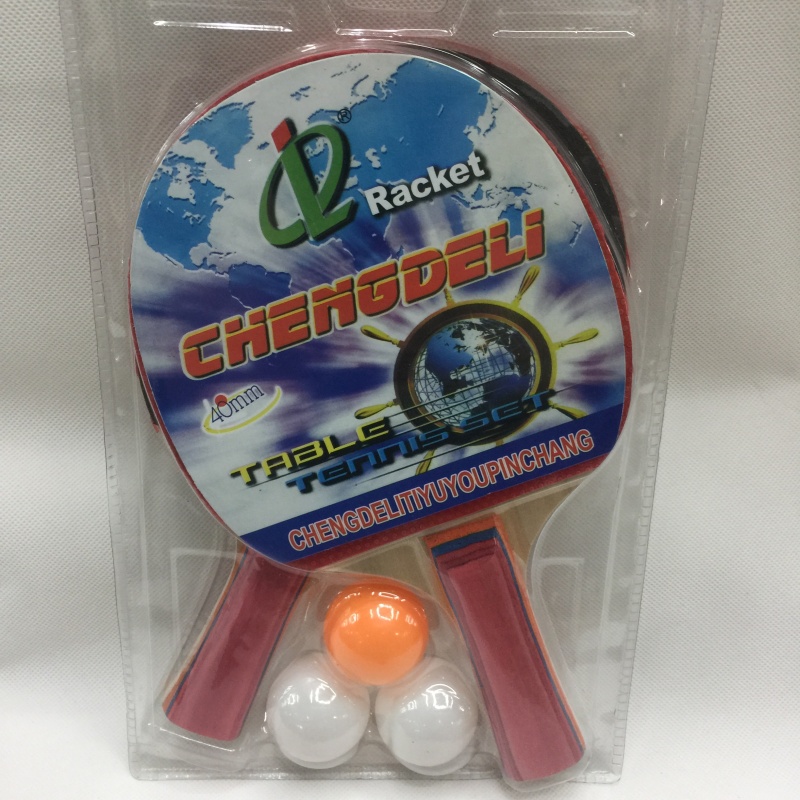 ®
Racket
CHENGDELI
40mm
TABLE
TENNIS SET
CHENGDELITIYUYOUPINCHANG